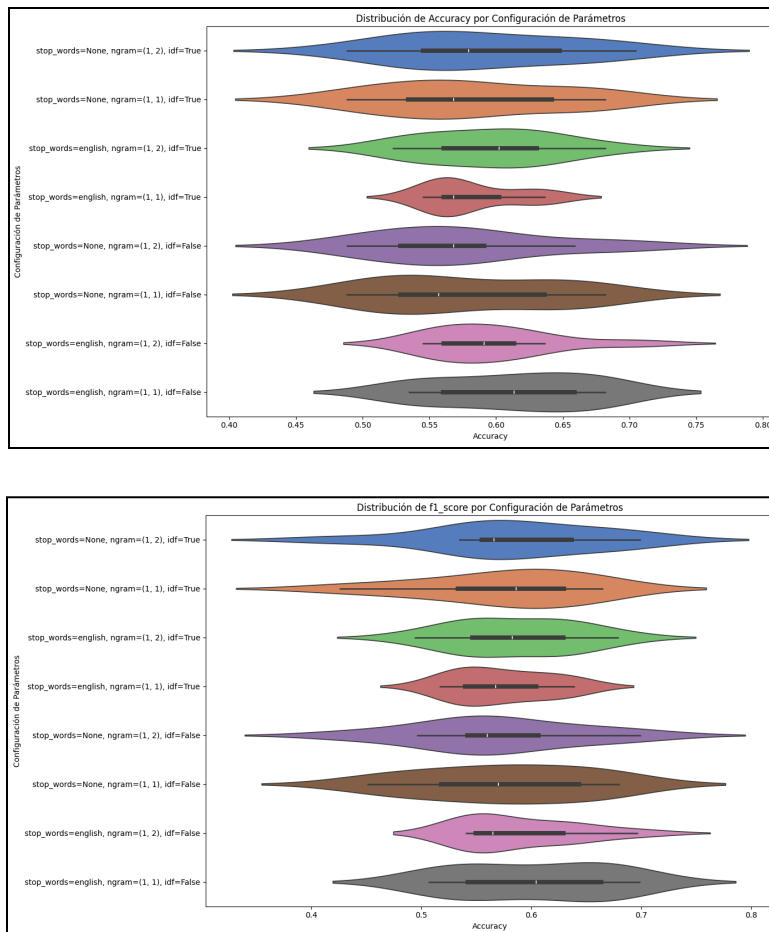 Distribución de Accuracy por Configuración de Parámetros
Configuración de Parámetros
stop_words=None, ngram=(1, 2), idf=True
stop_words=None, ngram=(1, 1), idf=True
stop_words=english, ngram=(1, 2), idf=True
stop_words=english, ngram=(1, 1), idf=True
stop_words=None, ngram=(1, 2), idf=False
stop_words=None, ngram=(1, 1), idf=False
stop_words=english, ngram=(1, 2), idf=False
stop_words=english, ngram=(1, 1), idf=False
0.40 0.45 0.50 0.55 0.60 0.65 0.70 0.75 0.80
Accuracy
Distribución de f1_score por Configuración de Parámetros
Configuración de Parámetros
stop_words=None, ngram=(1, 2), idf=True
stop_words=None, ngram=(1, 1), idf=True
stop_words=english, ngram=(1, 2), idf=True
stop_words=english, ngram=(1, 1), idf=True
stop_words=None, ngram=(1, 2), idf=False
stop_words=None, ngram=(1, 1), idf=False
stop_words=english, ngram=(1, 2), idf=False
stop_words=english, ngram=(1, 1), idf=False
0.4 0.5 0.6 0.7 0.8
Accuracy